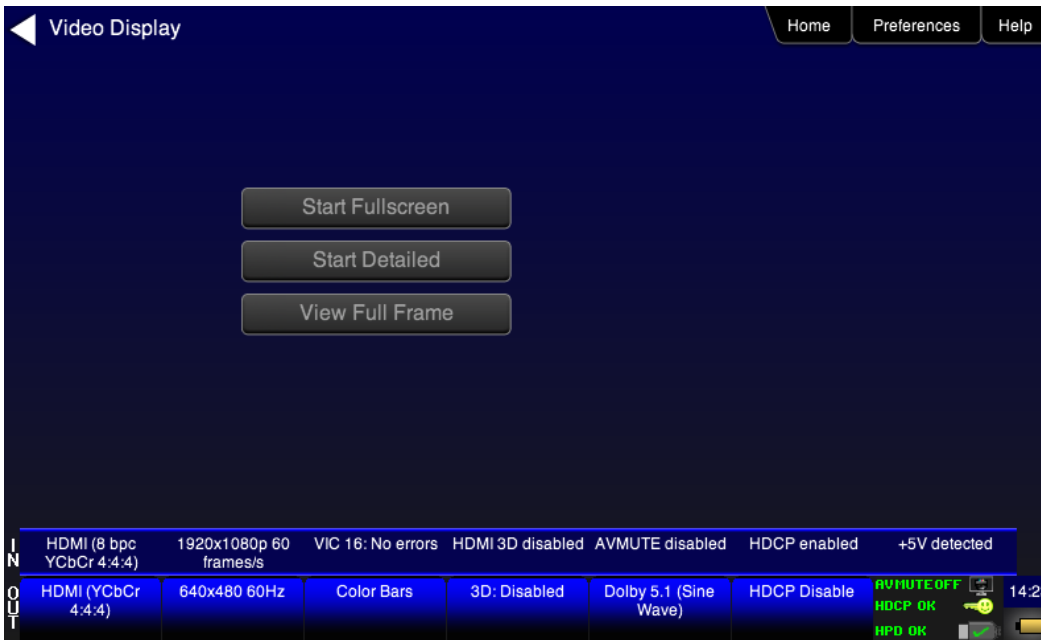 Video Display
Home
Preferences
Help
Start Fullscreen
Start Detailed
View Full Frame
IN
HDMI (8 bpc
YCbCr 4:4:4)
1920x1080p 60
frames/s
VIC 16: No errors
HDMI 3D disabled
AVMUTE disabled
HDCP enabled
+5V detected
OUT
HDMI (YCbCr
4:4:4)
640x480 60Hz
Color Bars
3D: Disabled
Dolby 5.1 (Sine
Wave)
HDCP Disable
AVMUTEOFF
HDCP OK
HPD OK
14:2